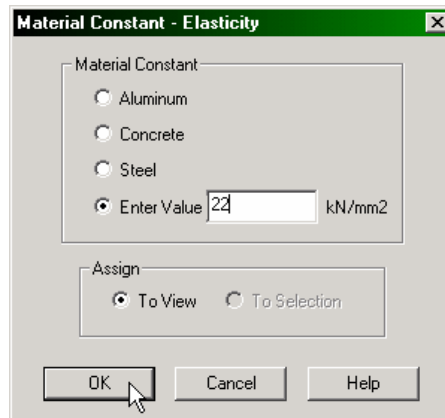 Material Constant - Elasticity
Material Constant
Aluminum
Concrete
Steel
Enter Value 22 kN/mm2
Assign
To View To Selection
OK Cancel Help